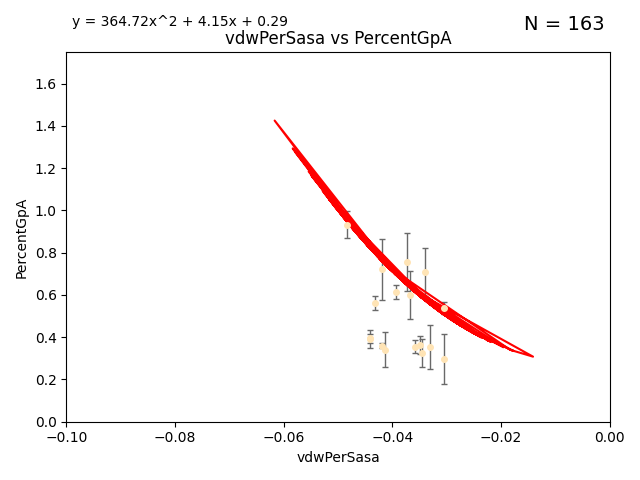 y = 364.72x^2 + 4.15x + 0.29
N = 163
vdwPerSasa vs PercentGpA
PercentGpA
1.6
1.4
1.2
1.0
0.8
0.6
0.4
0.2
0.0
−0.10 −0.08 −0.06 −0.04 −0.02 0.00
vdwPerSasa